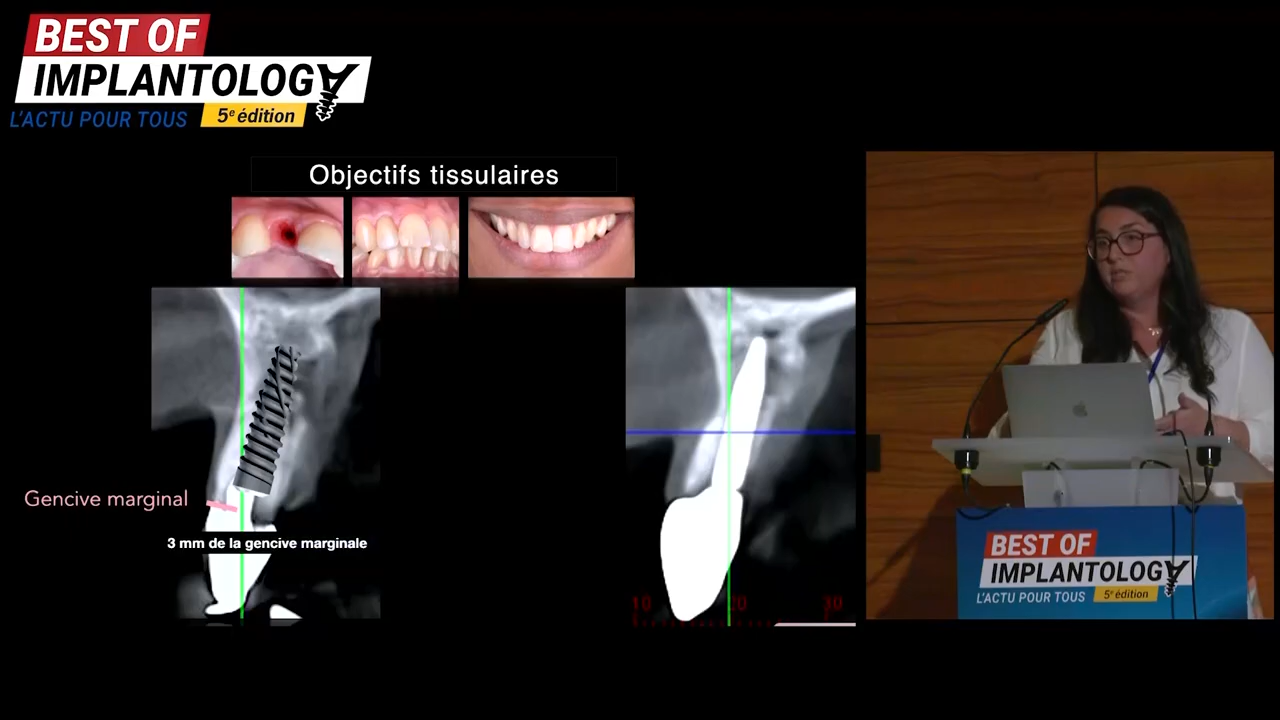 BEST OF
IMPLANTOLOGY
L'ACTU POUR TOUS
5e édition
Objectifs tissulaires
Gencive marginal
3 mm de la gencive marginale
10 20 30
BEST OF
IMPLANTOLOGY
L'ACTU POUR TOUS
5e édition